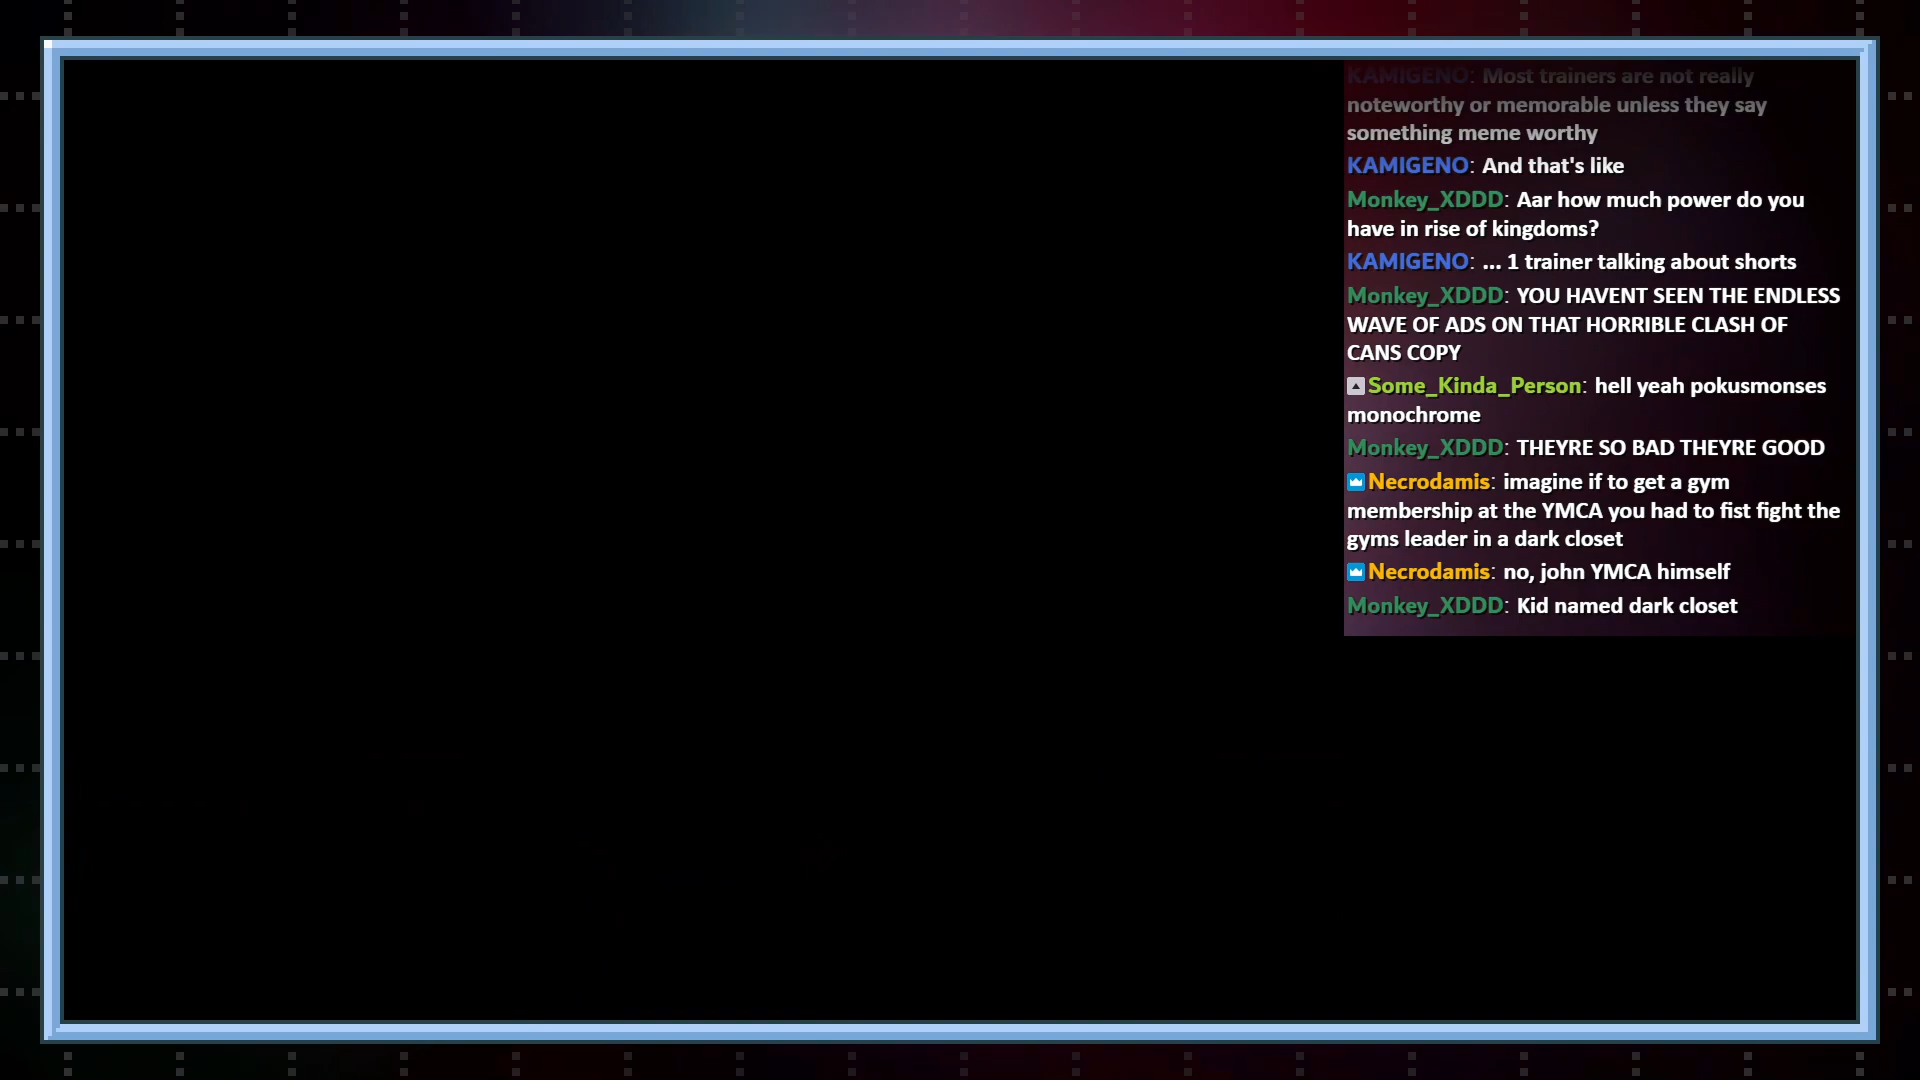 KAMIGENO: Most trainers are not really
noteworthy or memorable unless they say
something meme worthy
KAMIGENO: And that's like
Monkey_XDDD: Aar how much power do you
have in rise of kingdoms?
KAMIGENO: ... 1 trainer talking about shorts
Monkey_XDDD: YOU HAVENT SEEN THE ENDLESS
WAVE OF ADS ON THAT HORRIBLE CLASH OF
CANS COPY
Some_Kinda_Person: hell yeah pokusmonses
monochrome
Monkey_XDDD: THEYRE SO BAD THEYRE GOOD
Necrodamis: imagine if to get a gym
membership at the YMCA you had to fist fight the
gyms leader in a dark closet
Necrodamis: no, john YMCA himself
Monkey_XDDD: Kid named dark closet